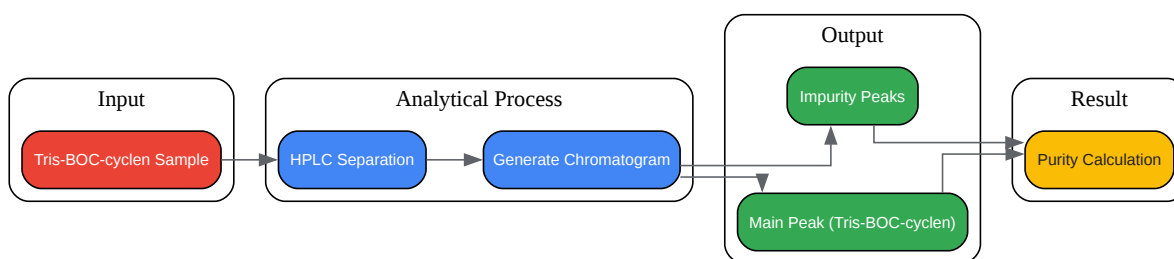 Input
Tris-BOC-cyclen Sample
Analytical Process
HPLC Separation
Generate Chromatogram
Output
Impurity Peaks
Main Peak (Tris-BOC-cyclen)
Result
Purity Calculation